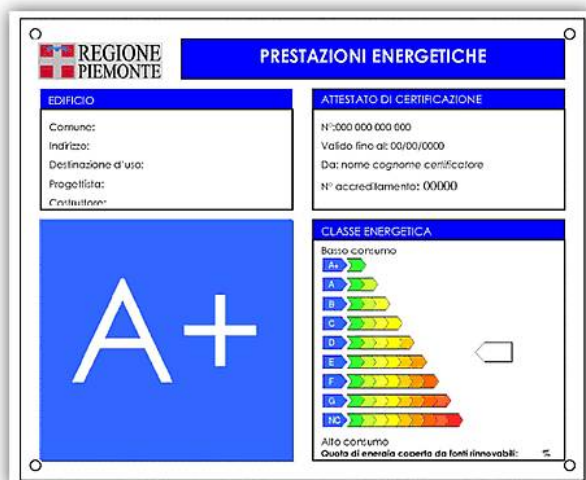 REGIONE
PIEMONTE
PRESTAZIONI ENERGETICHE
EDIFICIO
Comune:
Indirizzo:
Destinazione d'uso:
Progettista:
Costruttore:
ATTESTATO DI CERTIFICAZIONE
N°:000 000 000 000
Valido fino al: 00/00/0000
Da: nome cognome certificatore
N° accreditamento: 00000
A+
CLASSE ENERGETICA
Basso consumo
A+
A
B
C
D
E
F
G
NC
Alto consumo
Quota di energia coperta da fonti rinnovabili: %